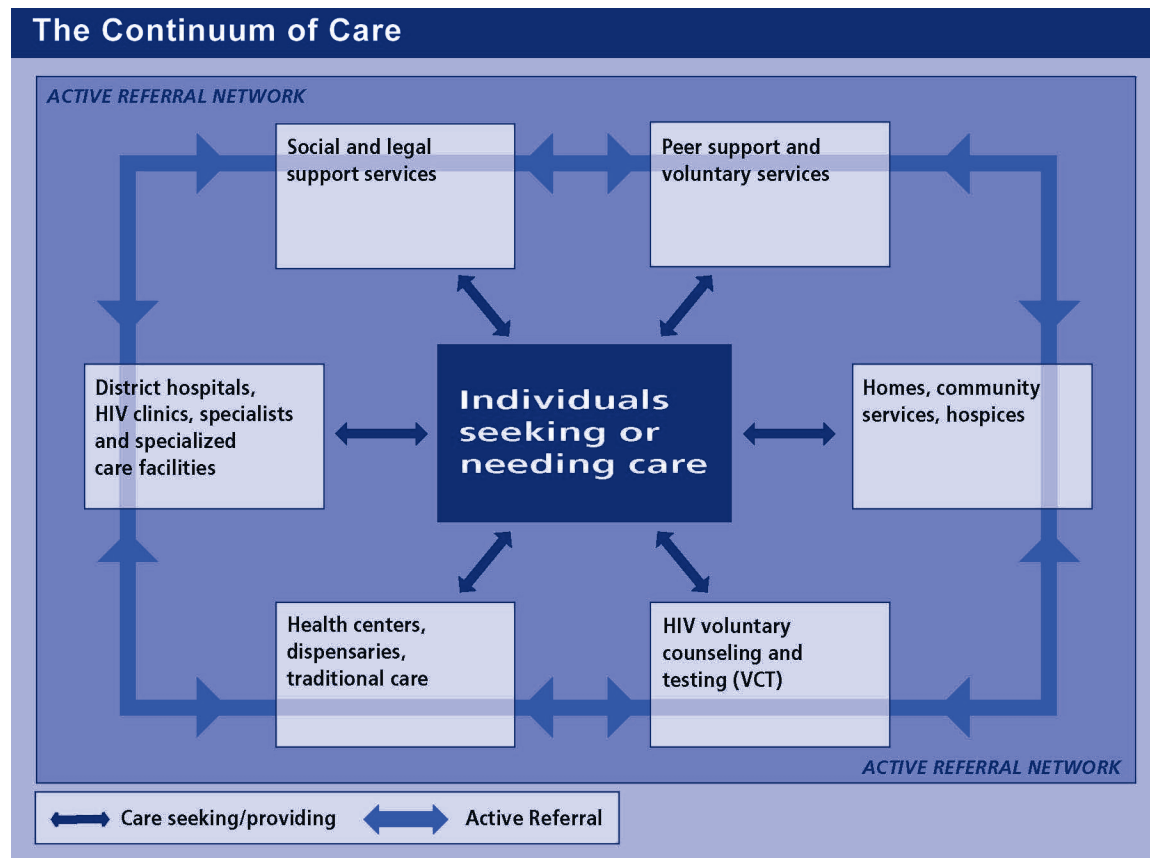 The Continuum of Care
ACTIVE REFERRAL NETWORK
Social and legal
support services
Peer support and
voluntary services
District hospitals,
HIV clinics, specialists
and specialized
care facilities
Individuals
seeking or
needing care
Homes, community
services, hospices
Health centers,
dispensaries,
traditional care
HIV voluntary
counseling and
testing (VCT)
ACTIVE REFERRAL NETWORK
Care seeking/providing
Active Referral